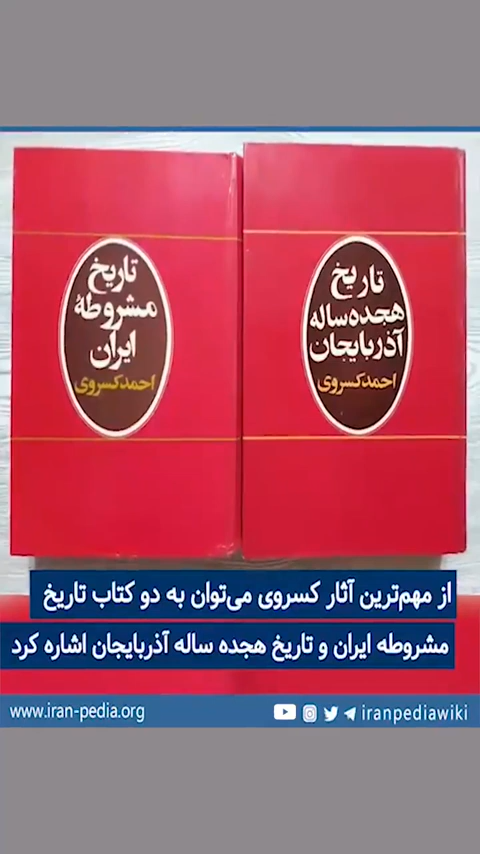 تاریخ
هجده‌ساله
آذربایجان
احمد کسروی
تاریخ
مشروطهٔ
ایران
احمد کسروی
از مهم‌ترین آثار کسروی می‌توان به دو کتاب تاریخ
مشروطه ایران و تاریخ هجده ساله آذربایجان اشاره کرد
www.iran-pedia.org
iranpediawiki